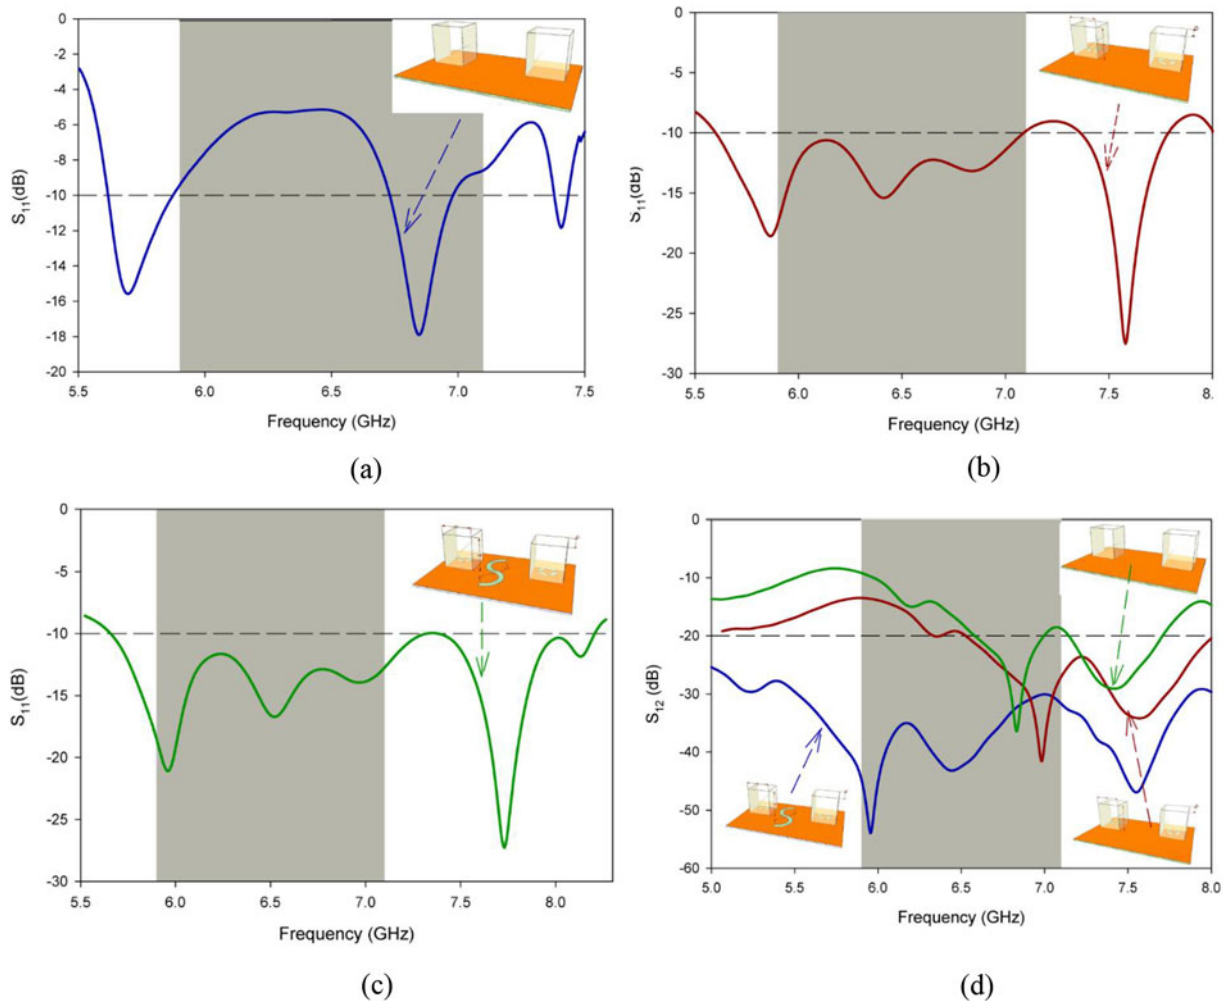 0
-2
-4
-6
-8
-10
-12
-14
-16
-18
-20
S11(dB)
5.5 6.0 6.5 7.0 7.5
Frequency (GHz)
(a)
0
-5
-10
-15
-20
-25
-30
S11(dB)
5.5 6.0 6.5 7.0 7.5 8.
Frequency (GHz)
(b)
0
-5
-10
-15
-20
-25
-30
S11(dB)
5.5 6.0 6.5 7.0 7.5 8.0
Frequency (GHz)
(c)
0
-10
-20
-30
-40
-50
-60
S12 (dB)
5.0 5.5 6.0 6.5 7.0 7.5 8.0
Frequency (GHz)
(d)